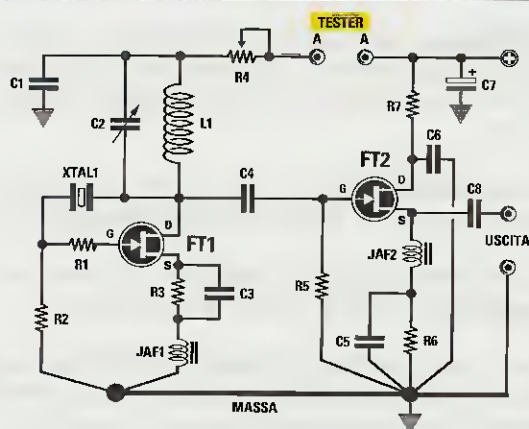 TESTER
A A
C1
R4
C2
L1
R7
+
C7
XTAL1
C4
FT2
C6
D
G
S
C8
D
G
S
FT1
R1
R3
C3
R2
JAF1
R5
JAF2
USCITA
C5
R6
MASSA